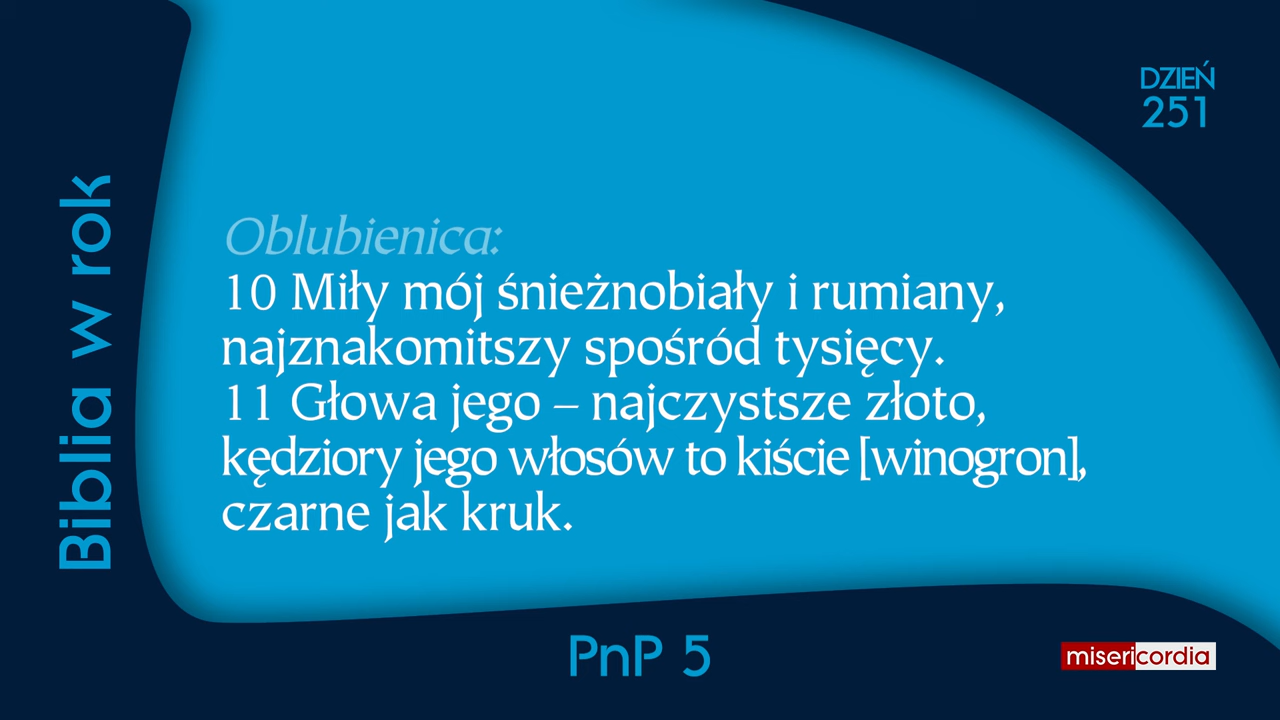 DZIEŃ
251
Biblia w rok
Oblubienica:
10 Miły mój śnieżnobiały i rumiany,
najznakomitszy spośród tysięcy.
11 Głowa jego – najczystsze złoto,
kędziory jego włosów to kiście [winogron],
czarne jak kruk.
PnP 5
misericordia